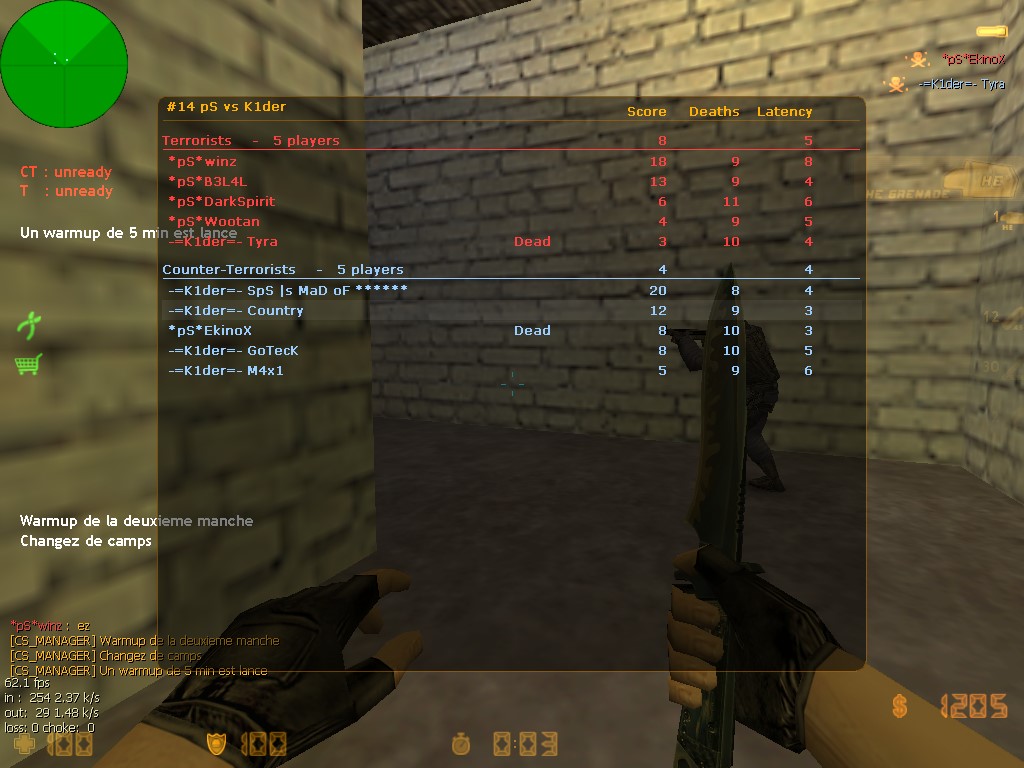 *pS*EkinoX
-=K1der=- Tyra
#14 pS vs K1der Score Deaths Latency
Terrorists - 5 players 8 5
*pS*winz 18 9 8
*pS*B3L4L 13 9 4
*pS*DarkSpirit 6 11 6
*pS*Wootan 4 9 5
-=K1der=- Tyra Dead 3 10 4
Counter-Terrorists - 5 players 4 4
-=K1der=- SpS |s MaD oF ****** 20 8 4
-=K1der=- Country 12 9 3
*pS*EkinoX Dead 8 10 3
-=K1der=- GoTecK 8 10 5
-=K1der=- M4x1 5 9 6
CT : unready
T : unready
Un warmup de 5 min est lance
HE GRENADE
HE
1
HE
12
30
Warmup de la deuxieme manche
Changez de camps
*pS*winz : ez
[CS_MANAGER] Warmup de la deuxieme manche
[CS_MANAGER] Changez de camps
[CS_MANAGER] Un warmup de 5 min est lance
62.1 fps
in : 254 2.37 k/s
out: 29 1.48 k/s
loss: 0 choke: 0
100 100 0:03 $ 1205